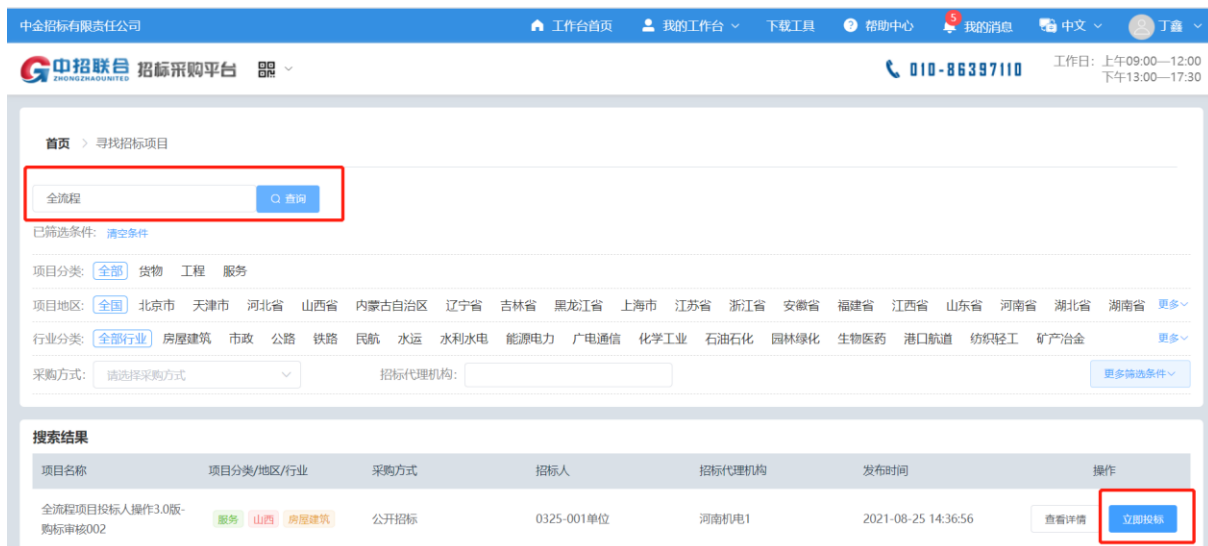 中金招标有限责任公司 工作台首页 我的工作台 下载工具 帮助中心 5 我的消息 中文 丁鑫
中招联合 ZHONGZHAOUNITED 招标采购平台 010-86397110 工作日：上午09:00—12:00
下午13:00—17:30
首页 > 寻找招标项目
全流程 查询
已筛选条件: 清空条件
项目分类: 全部 货物 工程 服务
项目地区: 全国 北京市 天津市 河北省 山西省 内蒙古自治区 辽宁省 吉林省 黑龙江省 上海市 江苏省 浙江省 安徽省 福建省 江西省 山东省 河南省 湖北省 湖南省 更多
行业分类: 全部行业 房屋建筑 市政 公路 铁路 民航 水运 水利水电 能源电力 广电通信 化学工业 石油石化 园林绿化 生物医药 港口航道 纺织轻工 矿产冶金 更多
采购方式: 请选择采购方式 招标代理机构: 更多筛选条件
搜索结果
项目名称 项目分类/地区/行业 采购方式 招标人 招标代理机构 发布时间 操作
全流程项目投标人操作3.0版-
购标审核002 服务 山西 房屋建筑 公开招标 0325-001单位 河南机电1 2021-08-25 14:36:56 查看详情 立即投标